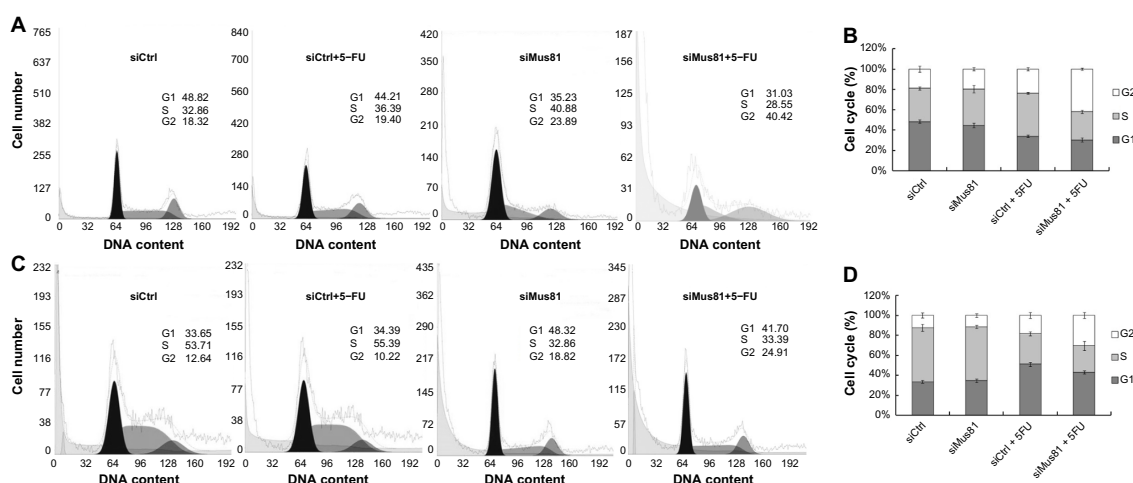 A
Cell number
765
637
510
382
255
127
0
siCtrl
G1 48.82
S 32.86
G2 18.32
0 32 64 96 128 160 192
DNA content
840
700
560
420
280
140
0
siCtrl+5−FU
G1 44.21
S 36.39
G2 19.40
0 32 64 96 128 160 192
DNA content
420
350
280
210
140
70
0
siMus81
G1 35.23
S 40.88
G2 23.89
0 32 64 96 128 160 192
DNA content
187
156
125
93
62
31
0
siMus81+5−FU
G1 31.03
S 28.55
G2 40.42
0 32 64 96 128 160 192
DNA content
B
Cell cycle (%)
120%
100%
80%
60%
40%
20%
0%
siCtrl
siMus81
siCtrl + 5FU
siMus81 + 5FU
G2
S
G1
C
Cell number
232
193
155
116
77
38
0
siCtrl
G1 33.65
S 53.71
G2 12.64
0 32 64 96 128 160 192
DNA content
232
193
155
116
77
38
0
siCtrl+5−FU
G1 34.39
S 55.39
G2 10.22
0 32 64 96 128 160 192
DNA content
435
362
290
217
145
72
0
siMus81
G1 48.32
S 32.86
G2 18.82
0 32 64 96 128 160 192
DNA content
345
287
230
172
115
57
0
siMus81+5−FU
G1 41.70
S 33.39
G2 24.91
0 32 64 96 128 160 192
DNA content
D
Cell cycle (%)
120%
100%
80%
60%
40%
20%
0%
siCtrl
siMus81
siCtrl + 5FU
siMus81 + 5FU
G2
S
G1